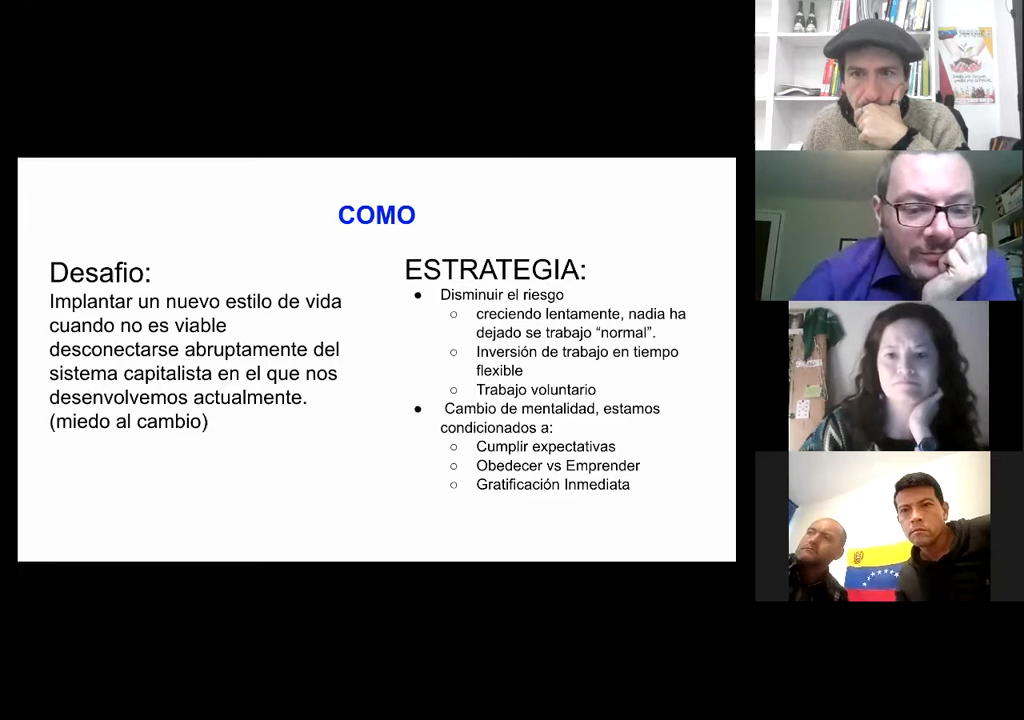 COMO
Desafio:
Implantar un nuevo estilo de vida
cuando no es viable
desconectarse abruptamente del
sistema capitalista en el que nos
desenvolvemos actualmente.
(miedo al cambio)
ESTRATEGIA:
● Disminuir el riesgo
○ creciendo lentamente, nadia ha
dejado se trabajo “normal”.
○ Inversión de trabajo en tiempo
flexible
○ Trabajo voluntario
● Cambio de mentalidad, estamos
condicionados a:
○ Cumplir expectativas
○ Obedecer vs Emprender
○ Gratificación Inmediata